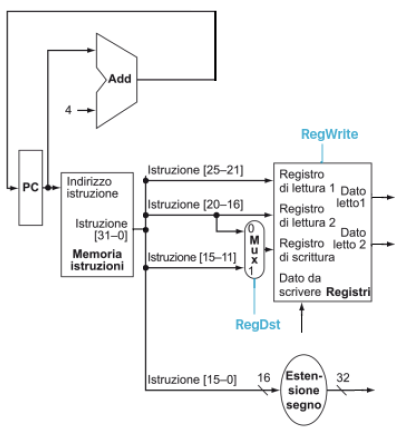 Add
4
RegWrite
PC
Indirizzo
istruzione
Istruzione
[31–0]
Memoria
istruzioni
Istruzione [25–21]
Istruzione [20–16]
Istruzione [15–11]
0
M
u
x
1
RegDst
Registro
di lettura 1
Dato
letto1
Registro
di lettura 2
Dato
letto 2
Registro
di scrittura
Dato da
scrivere
Registri
Istruzione [15–0]
16
Esten-
sione
segno
32